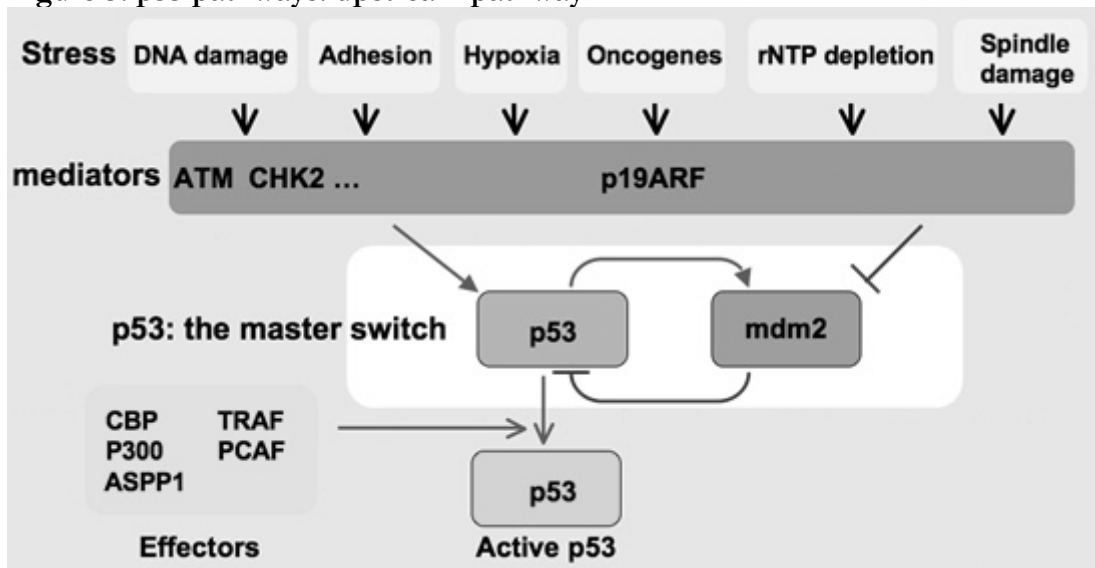 Stress DNA damage Adhesion Hypoxia Oncogenes rNTP depletion Spindle damage
mediators ATM CHK2 ... p19ARF
p53: the master switch p53 mdm2
CBP TRAF
P300 PCAF
ASPP1
p53
Effectors Active p53